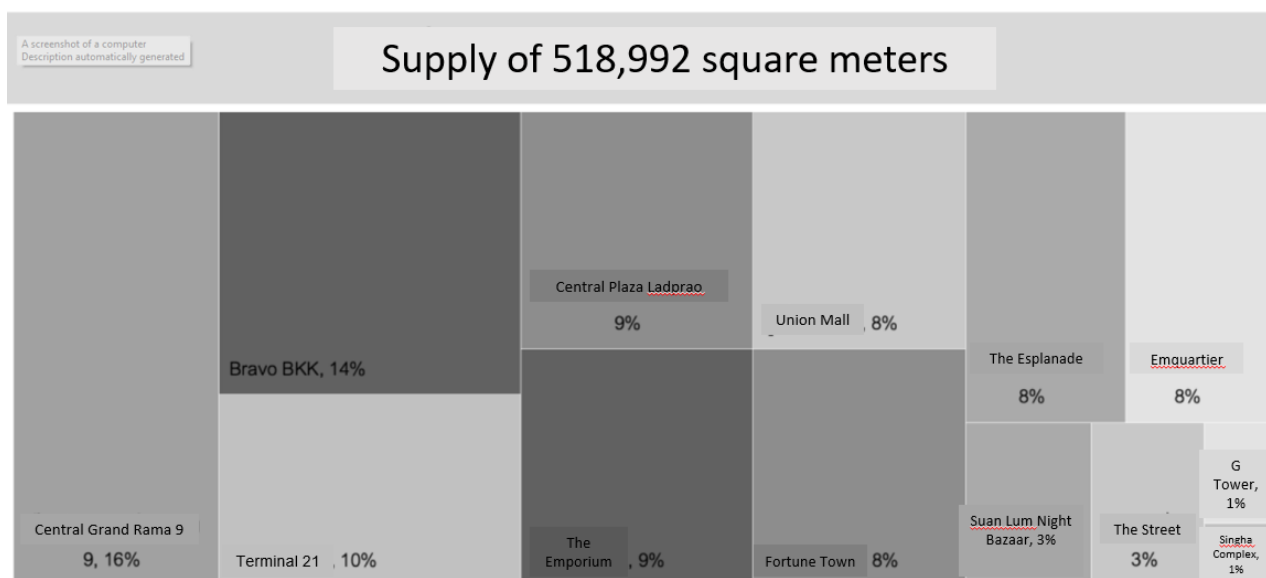 A screenshot of a computer
Description automatically generated
Supply of 518,992 square meters
Central Grand Rama 9
9, 16%
Bravo BKK, 14%
Terminal 21 , 10%
Central Plaza Ladprao
9%
The
Emporium , 9%
Union Mall , 8%
Fortune Town 8%
The Esplanade
8%
Emquartier
8%
Suan Lum Night
Bazaar, 3%
The Street
3%
G
Tower,
1%
Singha
Complex,
1%